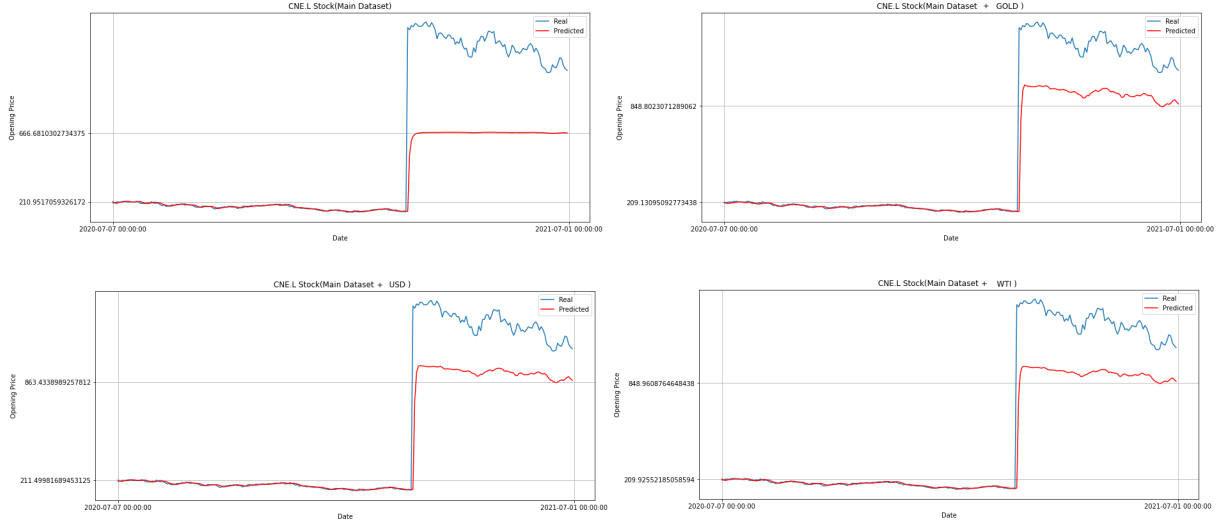 CNE.L Stock(Main Dataset)
Real
Predicted
Opening Price
666.6810302734375
210.9517059326172
2020-07-07 00:00:00
2021-07-01 00:00:00
Date
CNE.L Stock(Main Dataset + GOLD )
Real
Predicted
Opening Price
848.8023071289062
209.13095092773438
2020-07-07 00:00:00
2021-07-01 00:00:00
Date
CNE.L Stock(Main Dataset + USD )
Real
Predicted
Opening Price
863.4338989257812
211.49981689453125
2020-07-07 00:00:00
2021-07-01 00:00:00
Date
CNE.L Stock(Main Dataset + WTI )
Real
Predicted
Opening Price
848.9608764648438
209.92552185058594
2020-07-07 00:00:00
2021-07-01 00:00:00
Date